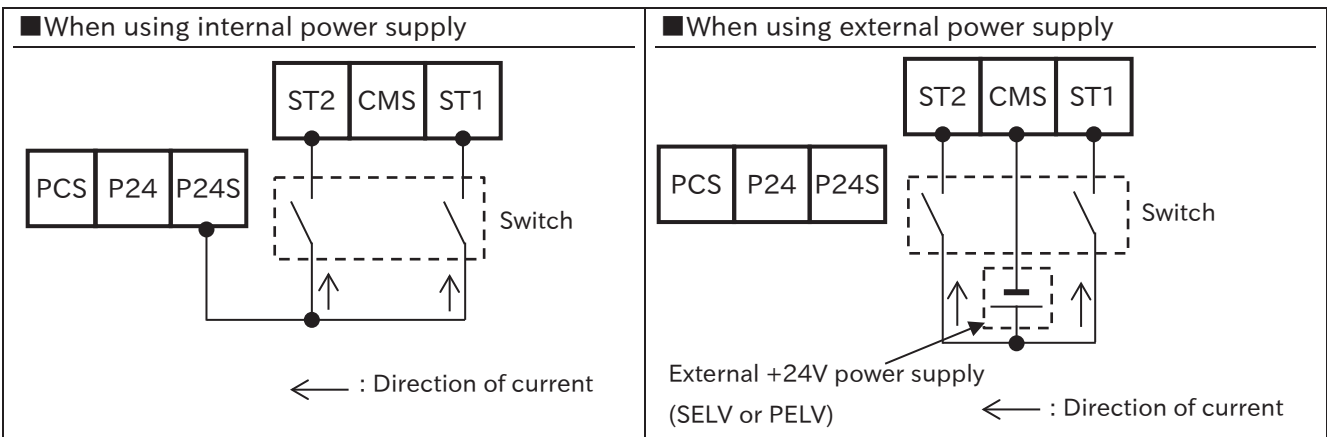 ■When using internal power supply
ST2 CMS ST1
PCS P24 P24S
Switch
← : Direction of current
■When using external power supply
ST2 CMS ST1
PCS P24 P24S
Switch
External +24V power supply
(SELV or PELV)
← : Direction of current